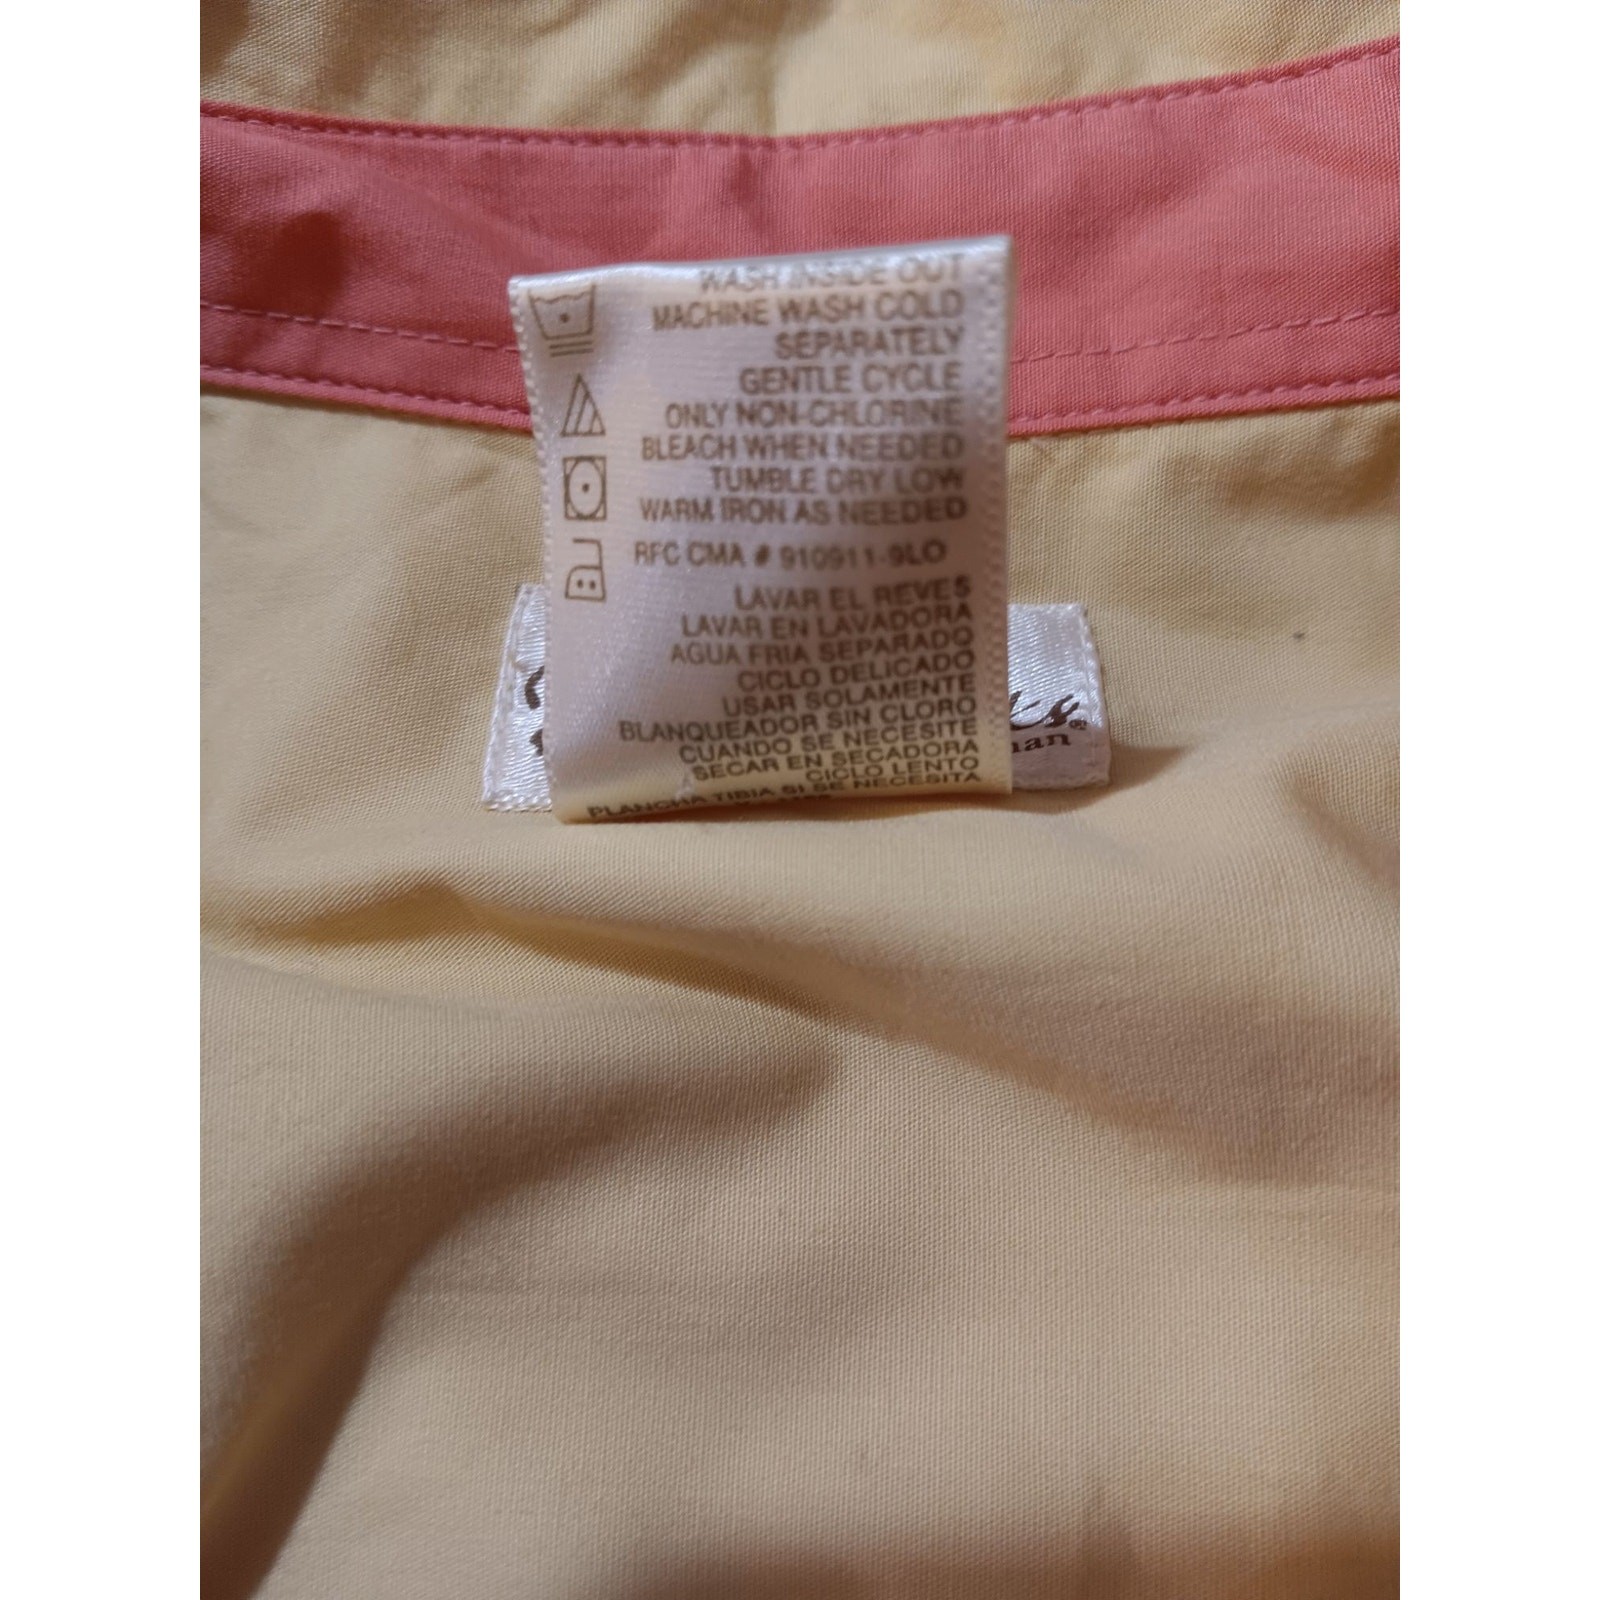 WASH INSIDE OUT
MACHINE WASH COLD
SEPARATELY
GENTLE CYCLE
ONLY NON-CHLORINE
BLEACH WHEN NEEDED
TUMBLE DRY LOW
WARM IRON AS NEEDED
RFC CMA # 910911-9LO
LAVAR EL REVES
LAVAR EN LAVADORA
AGUA FRIA SEPARADO
CICLO DELICADO
USAR SOLAMENTE
BLANQUEADOR SIN CLORO
CUANDO SE NECESITE
SECAR EN SECADORA
CICLO LENTO
PLANCHA TIBIA SI SE NECESITA